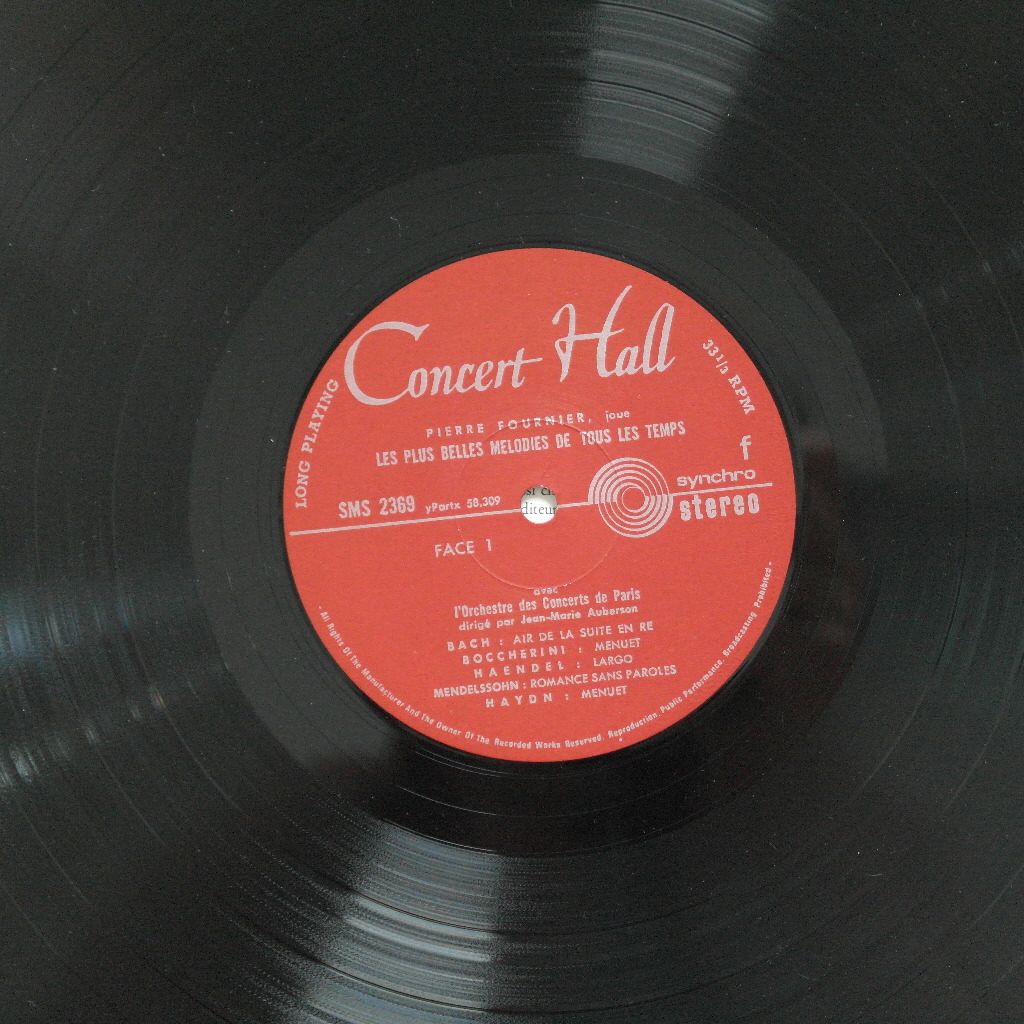 Concert Hall
LONG PLAYING
33 1/3 RPM
PIERRE FOURNIER, joue
LES PLUS BELLES MELODIES DE TOUS LES TEMPS
f
synchro
stereo
SMS 2369 yPartx 58.309
diteur
FACE 1
avec
l'Orchestre des Concerts de Paris
dirigé par Jean-Marie Auberson
BACH : AIR DE LA SUITE EN RE
BOCCHERINI : MENUET
HAENDEL : LARGO
MENDELSSOHN : ROMANCE SANS PAROLES
HAYDN : MENUET
- All Rights Of The Manufacturer And The Owner Of The Recorded Works Reserved. Reproduction. Public Performance. Broadcasting Prohibited -